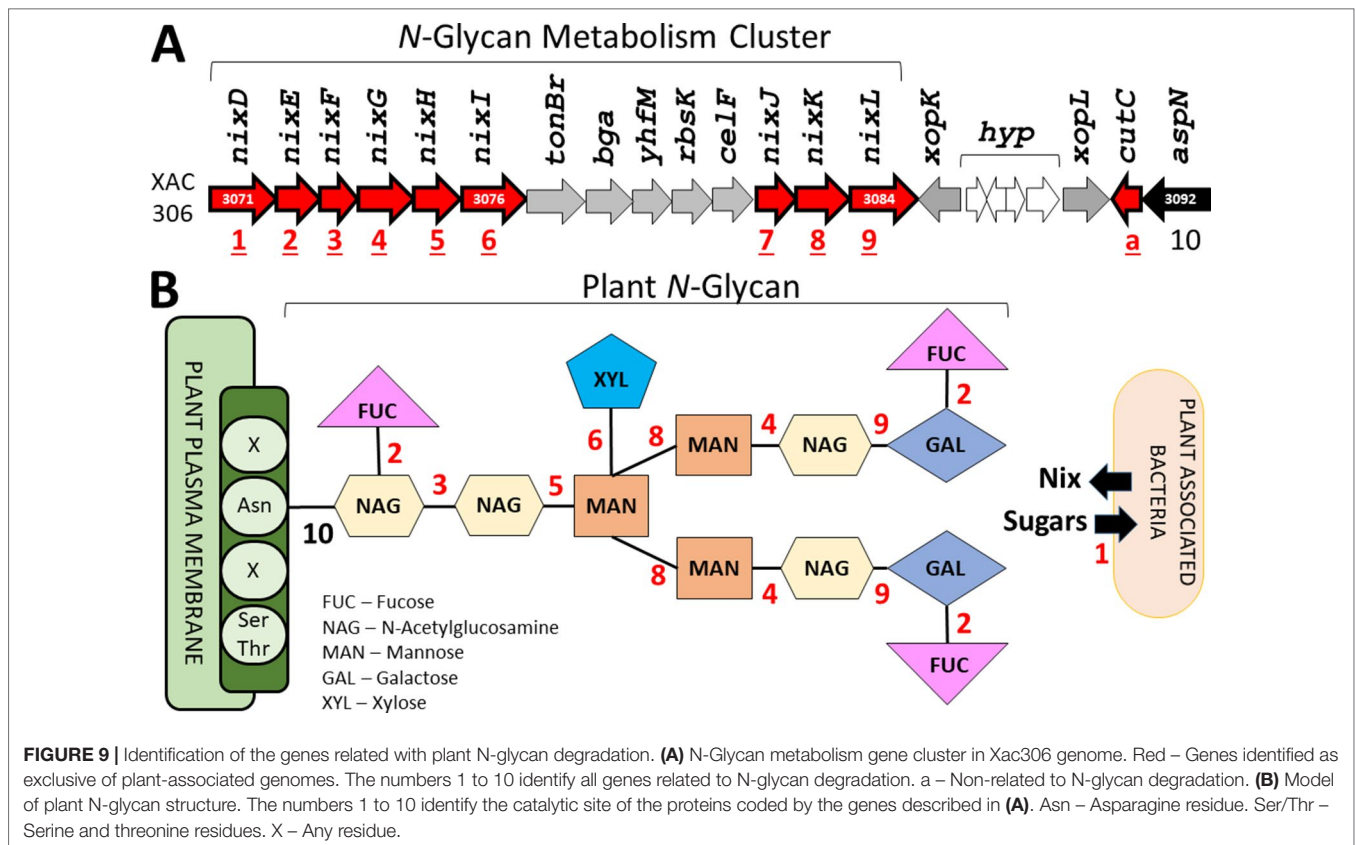 A
N-Glycan Metabolism Cluster
nixD nixE nixF nixG nixH nixI tonBr bga yhfM rbsK celF nixJ nixK nixL xopK hyp xopL cutC aspN
XAC
306
3071 3076 3084 3092
1 2 3 4 5 6 7 8 9 a 10
B
Plant N-Glycan
PLANT PLASMA MEMBRANE
X
Asn
X
Ser
Thr
10
FUC
2
NAG
3
NAG
5
MAN
6
XYL
8
MAN
4
NAG
9
GAL
2
FUC
8
MAN
4
NAG
9
GAL
2
FUC
Nix
Sugars
1
PLANT ASSOCIATED
BACTERIA
FUC – Fucose
NAG – N-Acetylglucosamine
MAN – Mannose
GAL – Galactose
XYL – Xylose
FIGURE 9 | Identification of the genes related with plant N-glycan degradation. (A) N-Glycan metabolism gene cluster in Xac306 genome. Red – Genes identified as
exclusive of plant-associated genomes. The numbers 1 to 10 identify all genes related to N-glycan degradation. a – Non-related to N-glycan degradation. (B) Model
of plant N-glycan structure. The numbers 1 to 10 identify the catalytic site of the proteins coded by the genes described in (A). Asn – Asparagine residue. Ser/Thr –
Serine and threonine residues. X – Any residue.